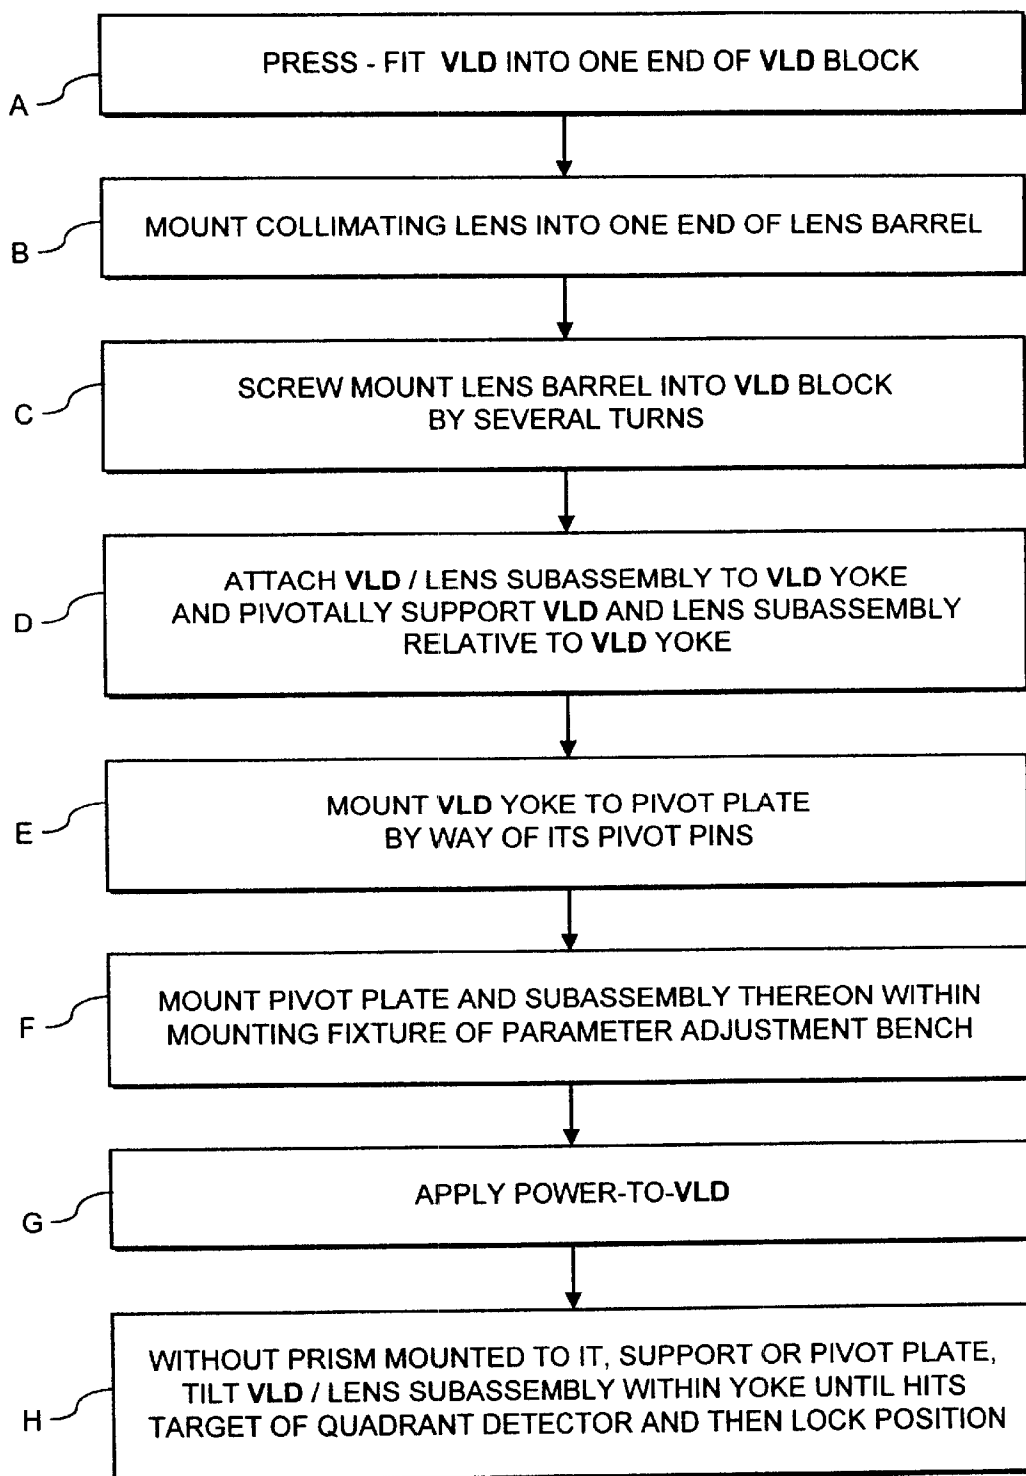 A
PRESS - FIT VLD INTO ONE END OF VLD BLOCK
B
MOUNT COLLIMATING LENS INTO ONE END OF LENS BARREL
C
SCREW MOUNT LENS BARREL INTO VLD BLOCK
BY SEVERAL TURNS
D
ATTACH VLD / LENS SUBASSEMBLY TO VLD YOKE
AND PIVOTALLY SUPPORT VLD AND LENS SUBASSEMBLY
RELATIVE TO VLD YOKE
E
MOUNT VLD YOKE TO PIVOT PLATE
BY WAY OF ITS PIVOT PINS
F
MOUNT PIVOT PLATE AND SUBASSEMBLY THEREON WITHIN
MOUNTING FIXTURE OF PARAMETER ADJUSTMENT BENCH
G
APPLY POWER-TO-VLD
H
WITHOUT PRISM MOUNTED TO IT, SUPPORT OR PIVOT PLATE,
TILT VLD / LENS SUBASSEMBLY WITHIN YOKE UNTIL HITS
TARGET OF QUADRANT DETECTOR AND THEN LOCK POSITION